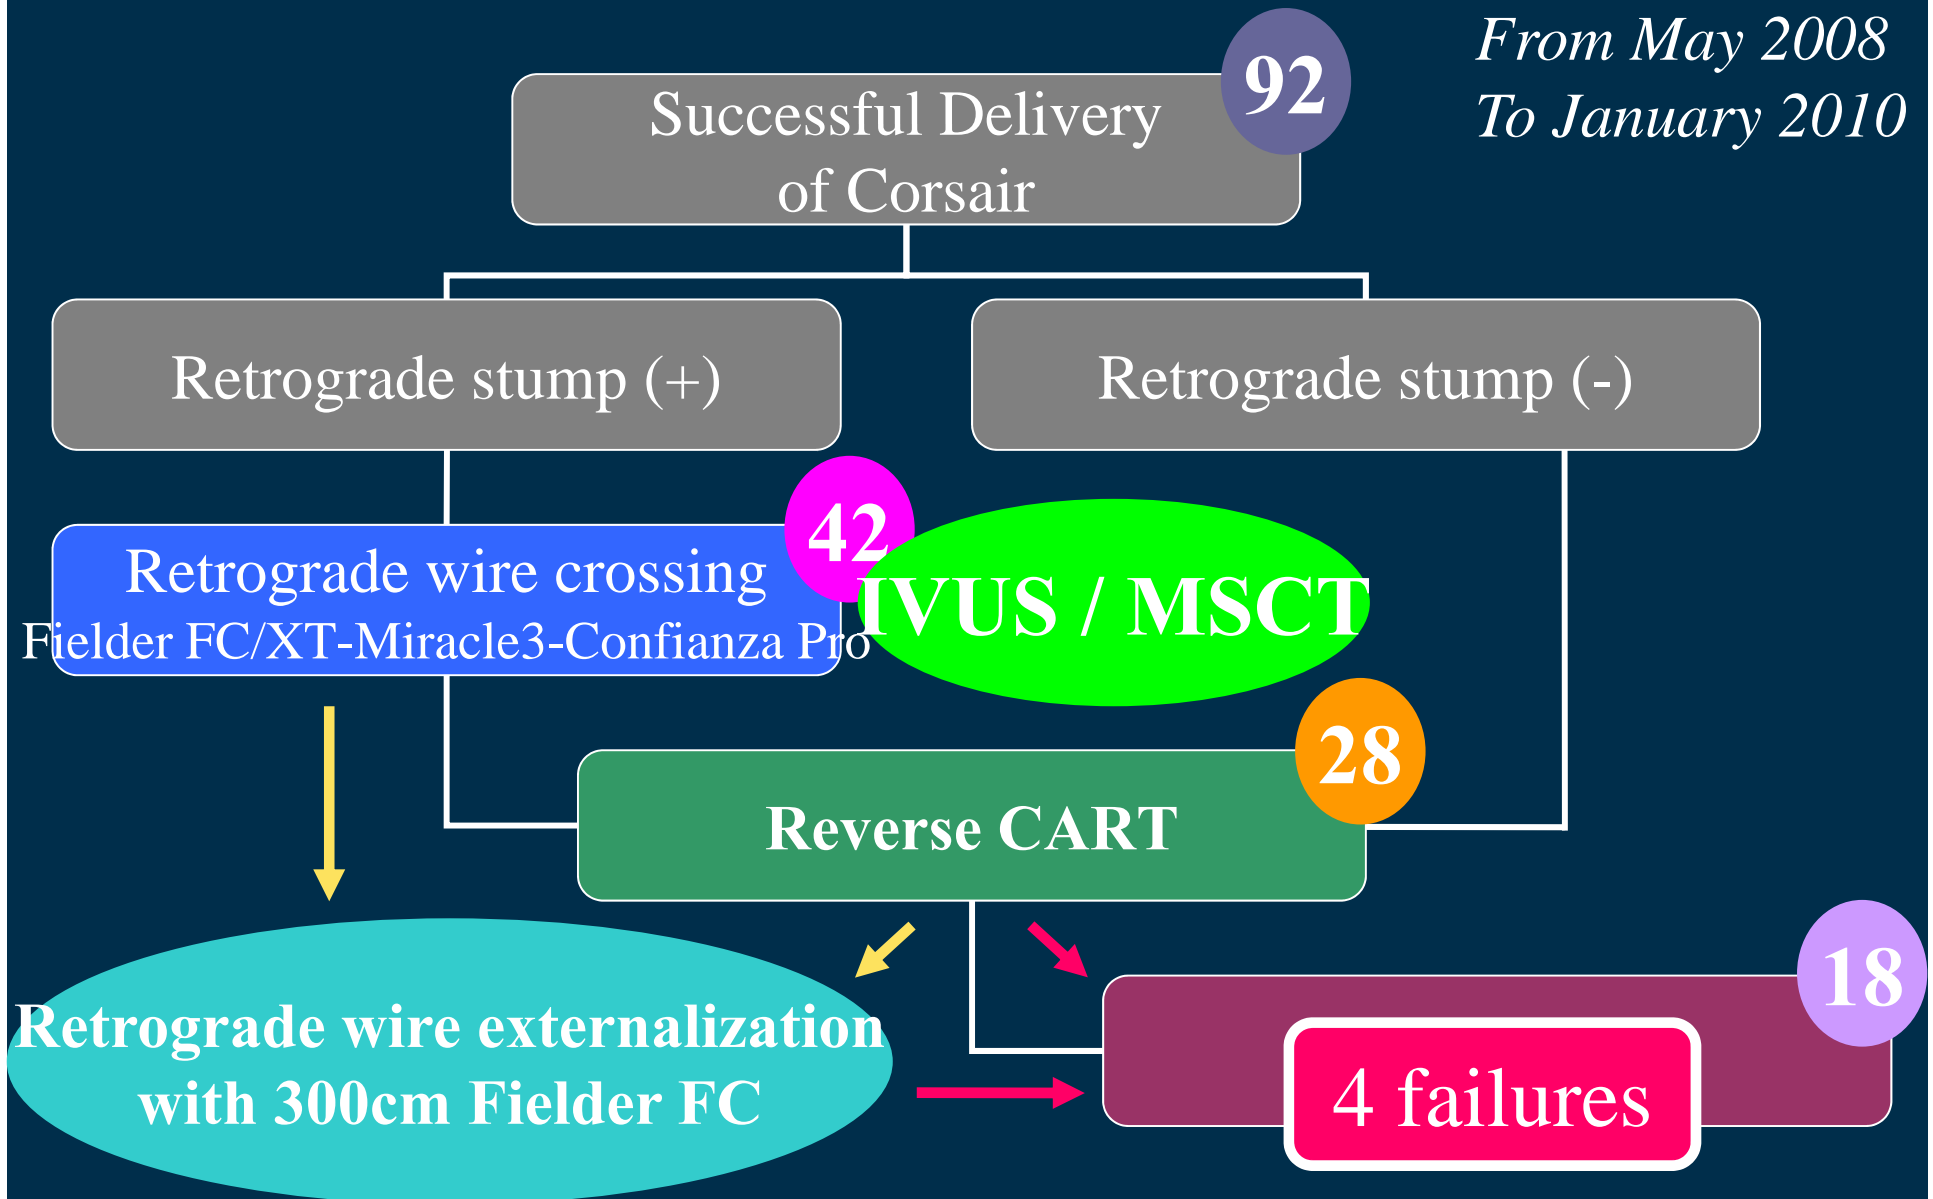 From May 2008
To January 2010
92
Successful Delivery
of Corsair
Retrograde stump (+)
Retrograde stump (-)
42
Retrograde wire crossing
Fielder FC/XT-Miracle3-Confianza Pro
IVUS / MSCT
28
Reverse CART
18
Retrograde wire externalization
with 300cm Fielder FC
4 failures